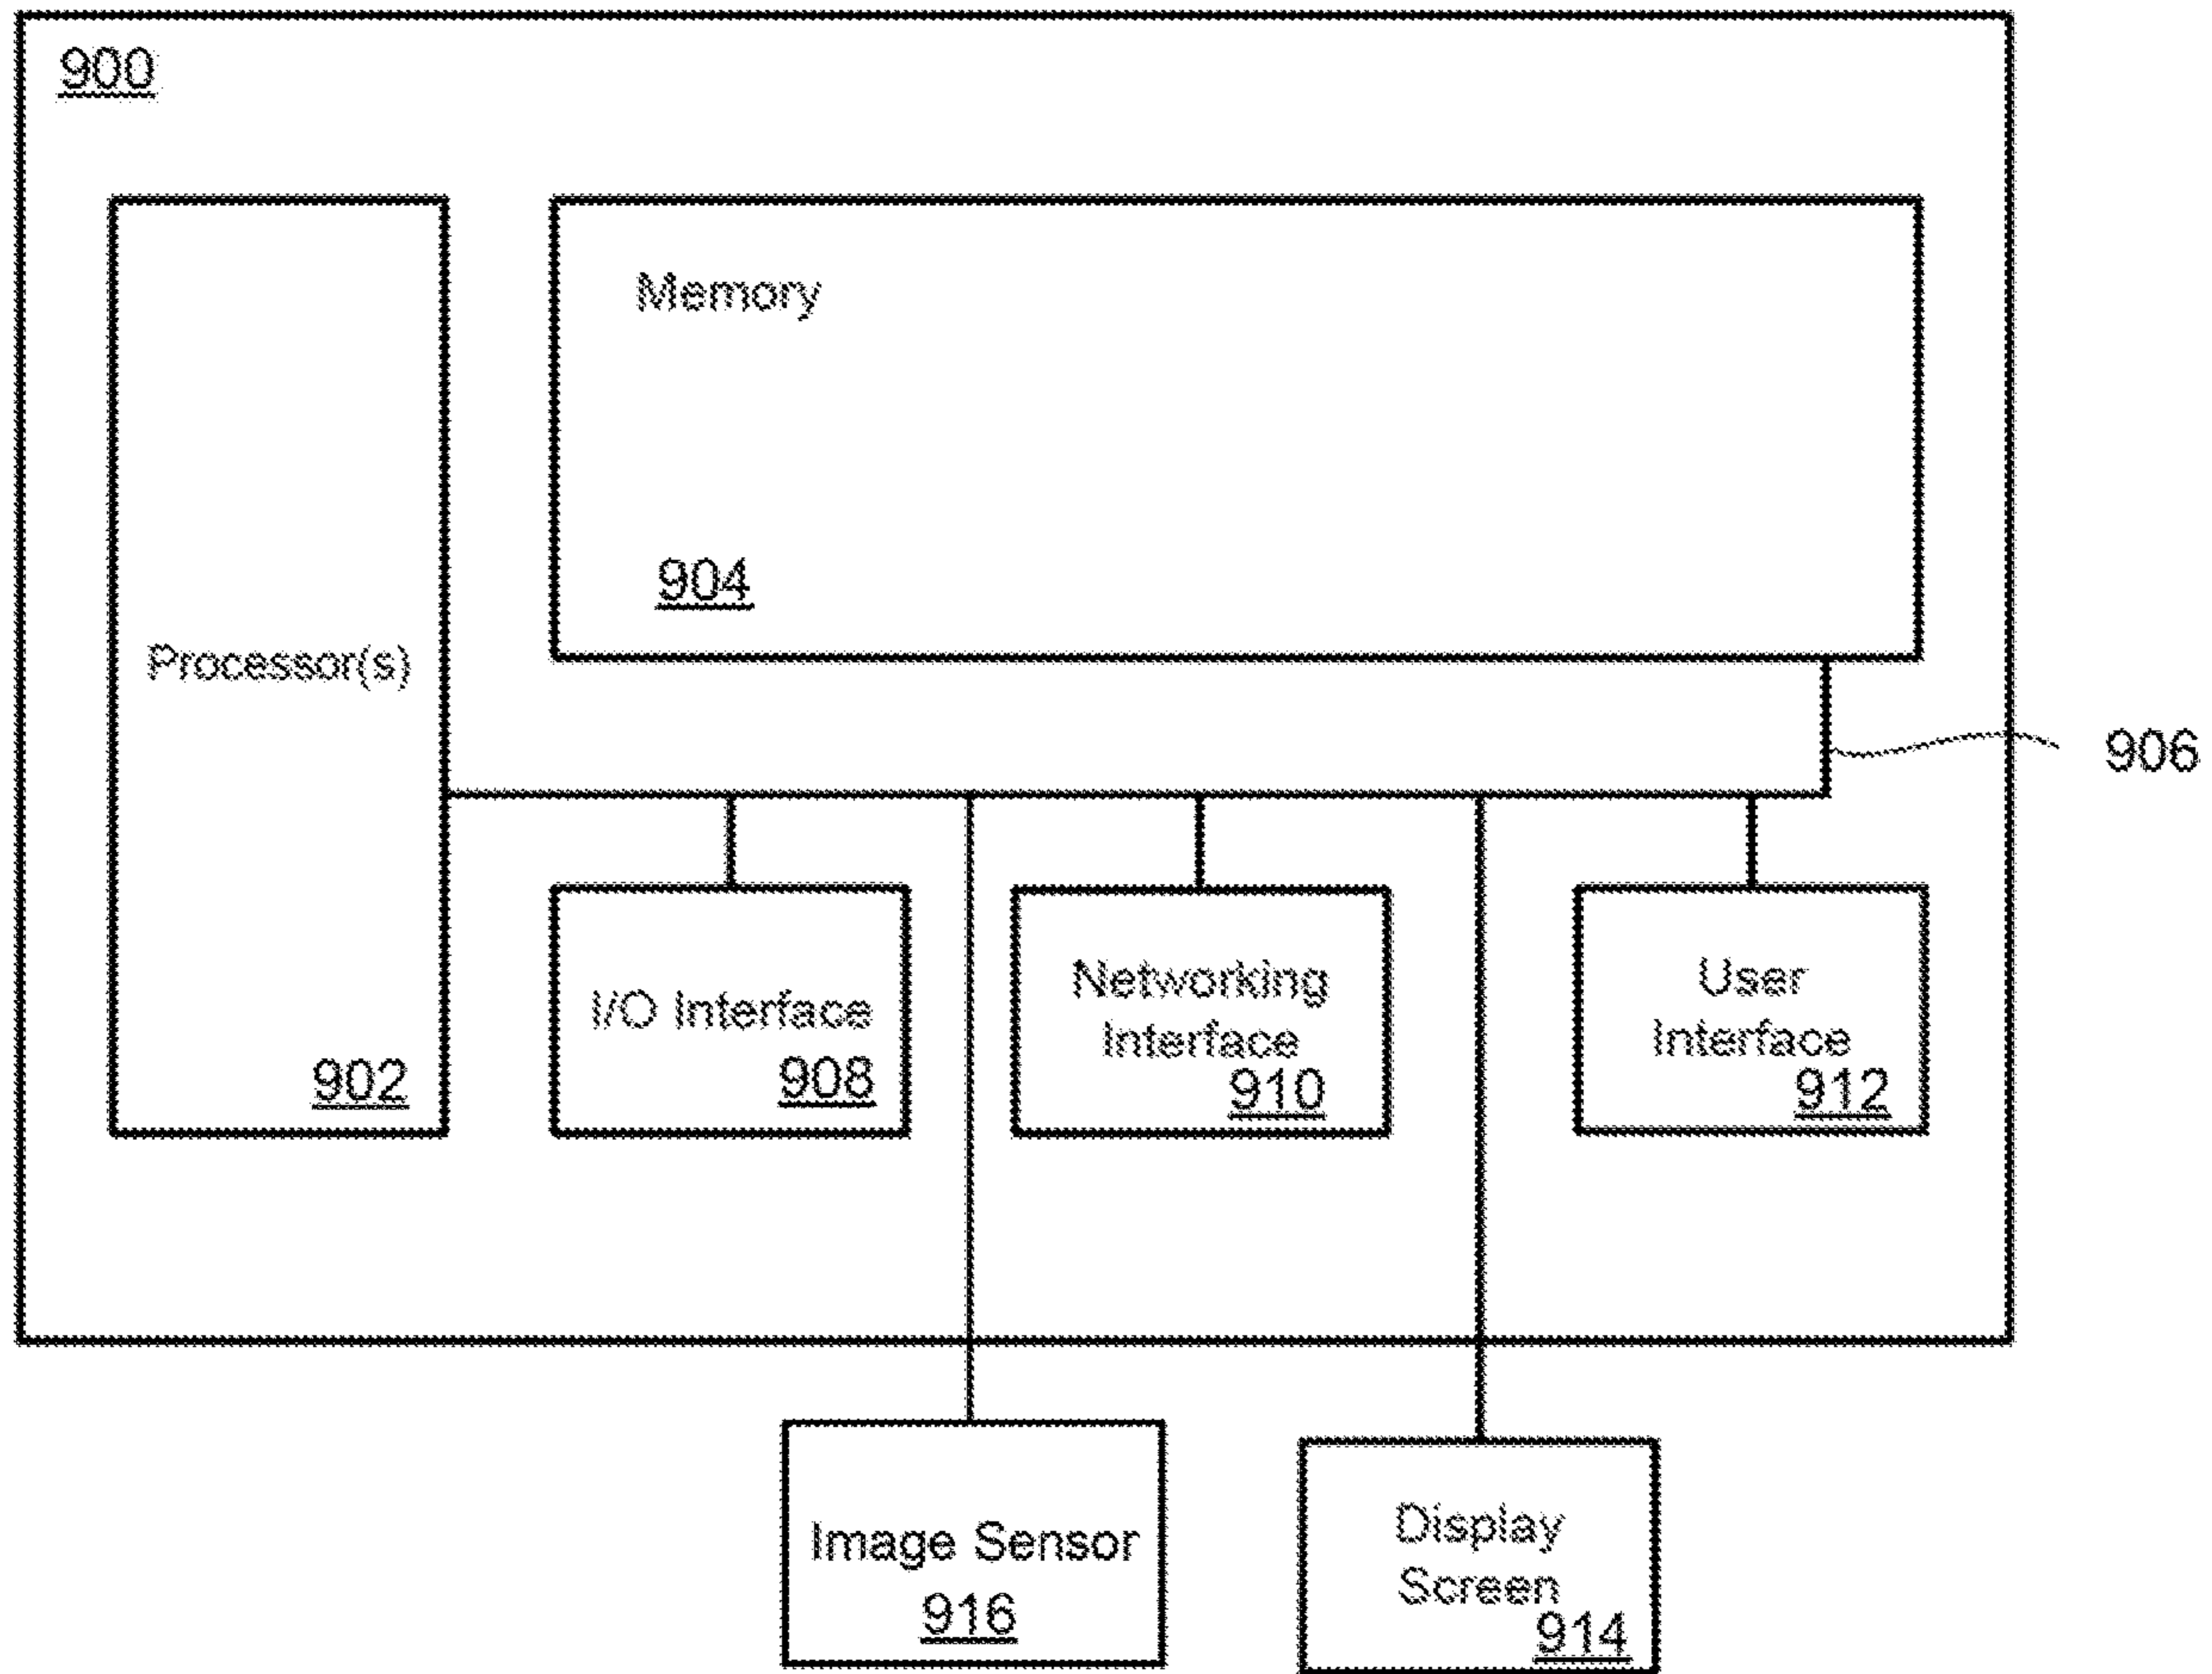 900
Memory
904
Processor(s)
902
906
I/O Interface
908
Networking
Interface
910
User
Interface
912
Image Sensor
916
Display
Screen
914